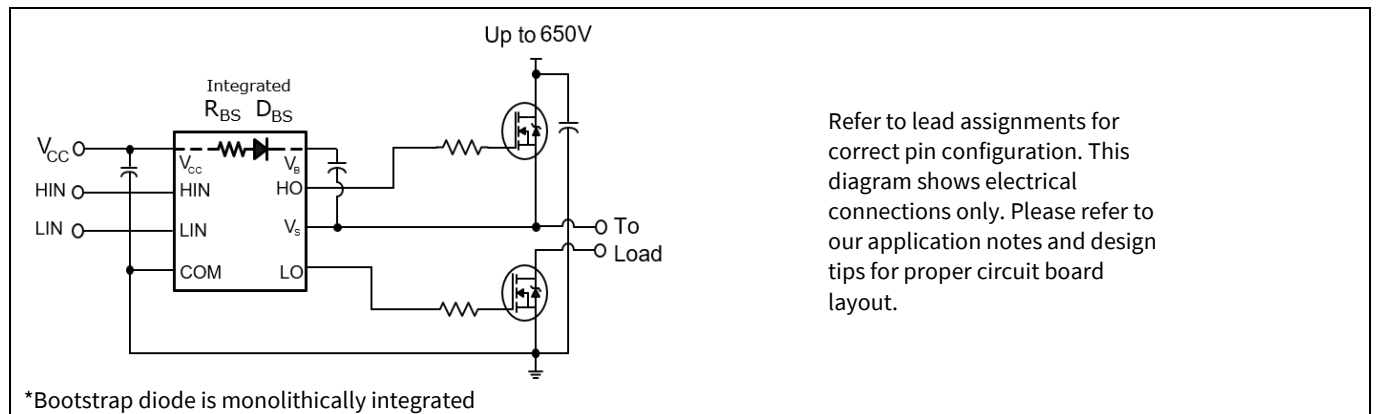 Up to 650V
Integrated
RBS DBS
VCC
VCC
VB
HIN
HIN
HO
LIN
LIN
VS
To
Load
COM
LO
Refer to lead assignments for
correct pin configuration. This
diagram shows electrical
connections only. Please refer to
our application notes and design
tips for proper circuit board
layout.
*Bootstrap diode is monolithically integrated